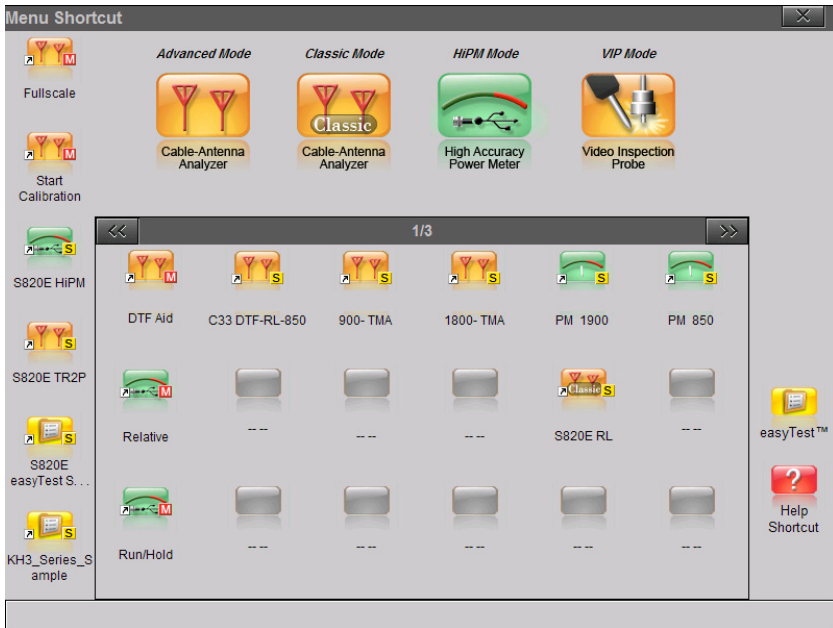 Menu Shortcut
Advanced Mode
Classic Mode
HiPM Mode
VIP Mode
M
Fullscale
Classic
Cable-Antenna
Analyzer
Cable-Antenna
Analyzer
High Accuracy
Power Meter
Video Inspection
Probe
M
Start
Calibration
<< 1/3 >>
S
S820E HiPM
M
S
S
S
S
S
DTF Aid
C33 DTF-RL-850
900- TMA
1800- TMA
PM 1900
PM 850
S
S820E TR2P
M
Classic S
Relative
-- --
-- --
-- --
S820E RL
-- --
easyTest™
S
S820E
easyTest S. . .
?
Help
Shortcut
M
S
Run/Hold
-- --
-- --
-- --
-- --
-- --
KH3_Series_S
ample